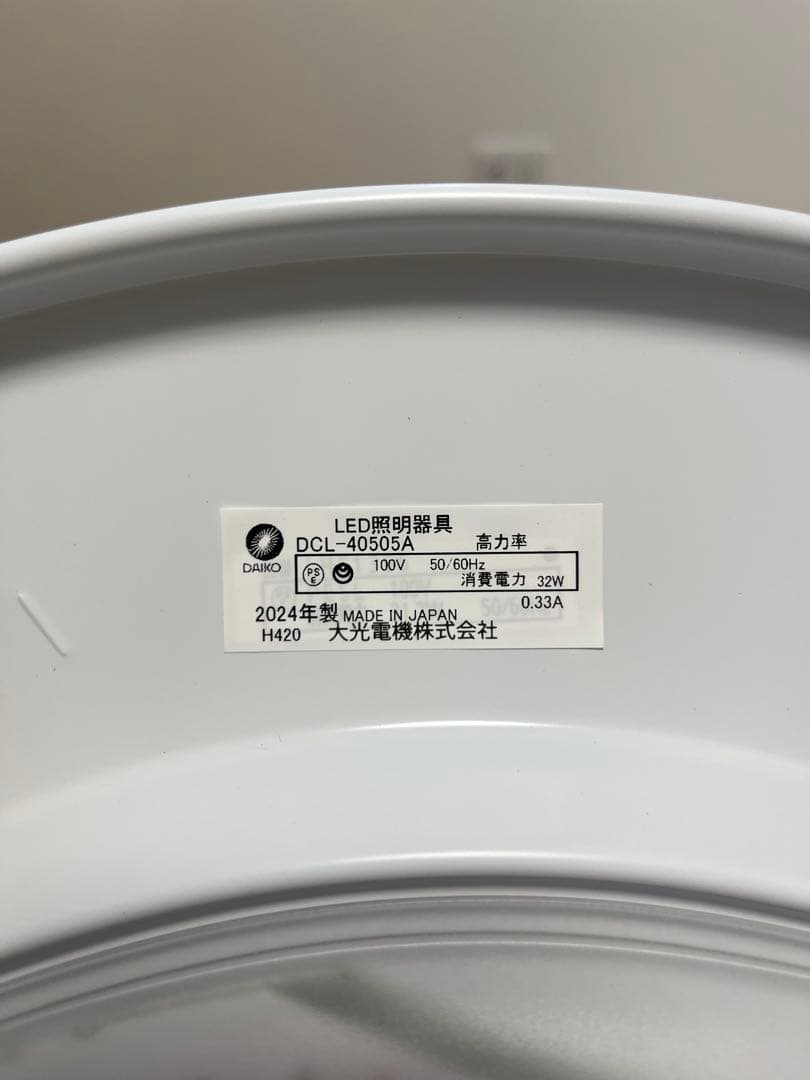 LED照明器具
DAIKO
DCL-40505A 高力率
PS E
100V 50/60Hz
消費電力 32W
0.33A
2024年製 MADE IN JAPAN
H420 大光電機株式会社